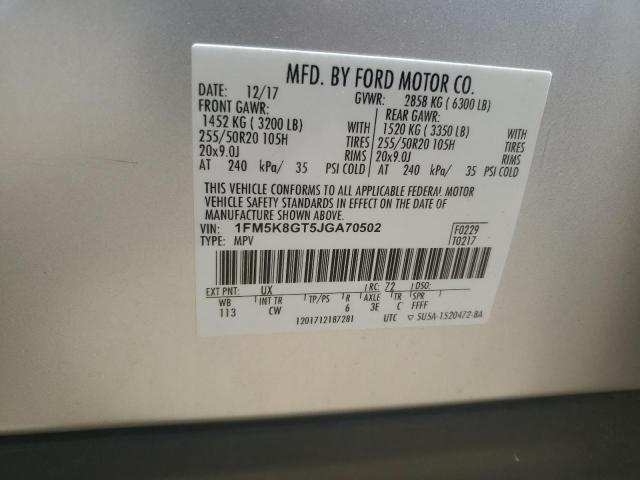 MFD. BY FORD MOTOR CO.
DATE: 12/17 GVWR: 2858 KG ( 6300 LB)
FRONT GAWR: REAR GAWR:
1452 KG ( 3200 LB) WITH 1520 KG ( 3350 LB) WITH
255/50R20 105H TIRES 255/50R20 105H TIRES
20x9.0J RIMS 20x9.0J RIMS
AT 240 kPa/ 35 PSI COLD AT 240 kPa/ 35 PSI COLD
THIS VEHICLE CONFORMS TO ALL APPLICABLE FEDERAL MOTOR
VEHICLE SAFETY STANDARDS IN EFFECT ON THE DATE OF
MANUFACTURE SHOWN ABOVE.
VIN: 1FM5K8GT5JGA70502 F0229
TYPE: MPV T0217
EXT PNT: UX RC: 72 DSO:
WB INT TR TP/PS R AXLE TR SPR
113 CW 6 3E C FFFF
1201712187281 UTC ▽ 5U5A-1520472-BA